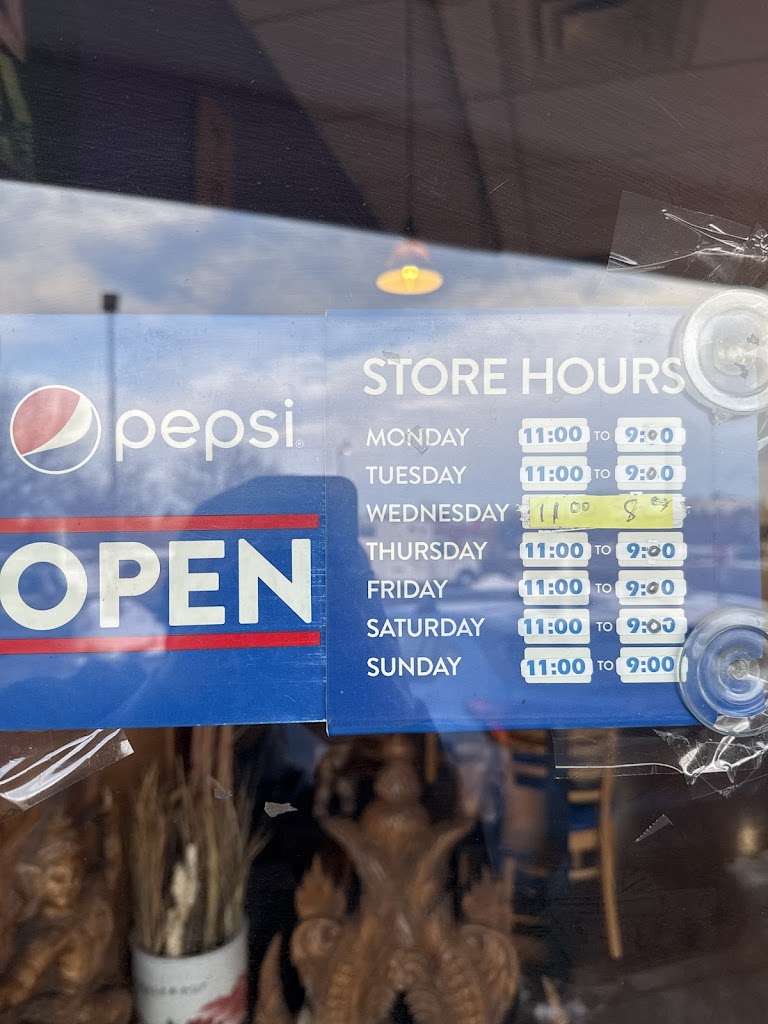 pepsi
OPEN
STORE HOURS
MONDAY 11:00 TO 9:00
TUESDAY 11:00 TO 9:00
WEDNESDAY 11 00 8
THURSDAY 11:00 TO 9:00
FRIDAY 11:00 TO 9:00
SATURDAY 11:00 TO 9:00
SUNDAY 11:00 TO 9:00